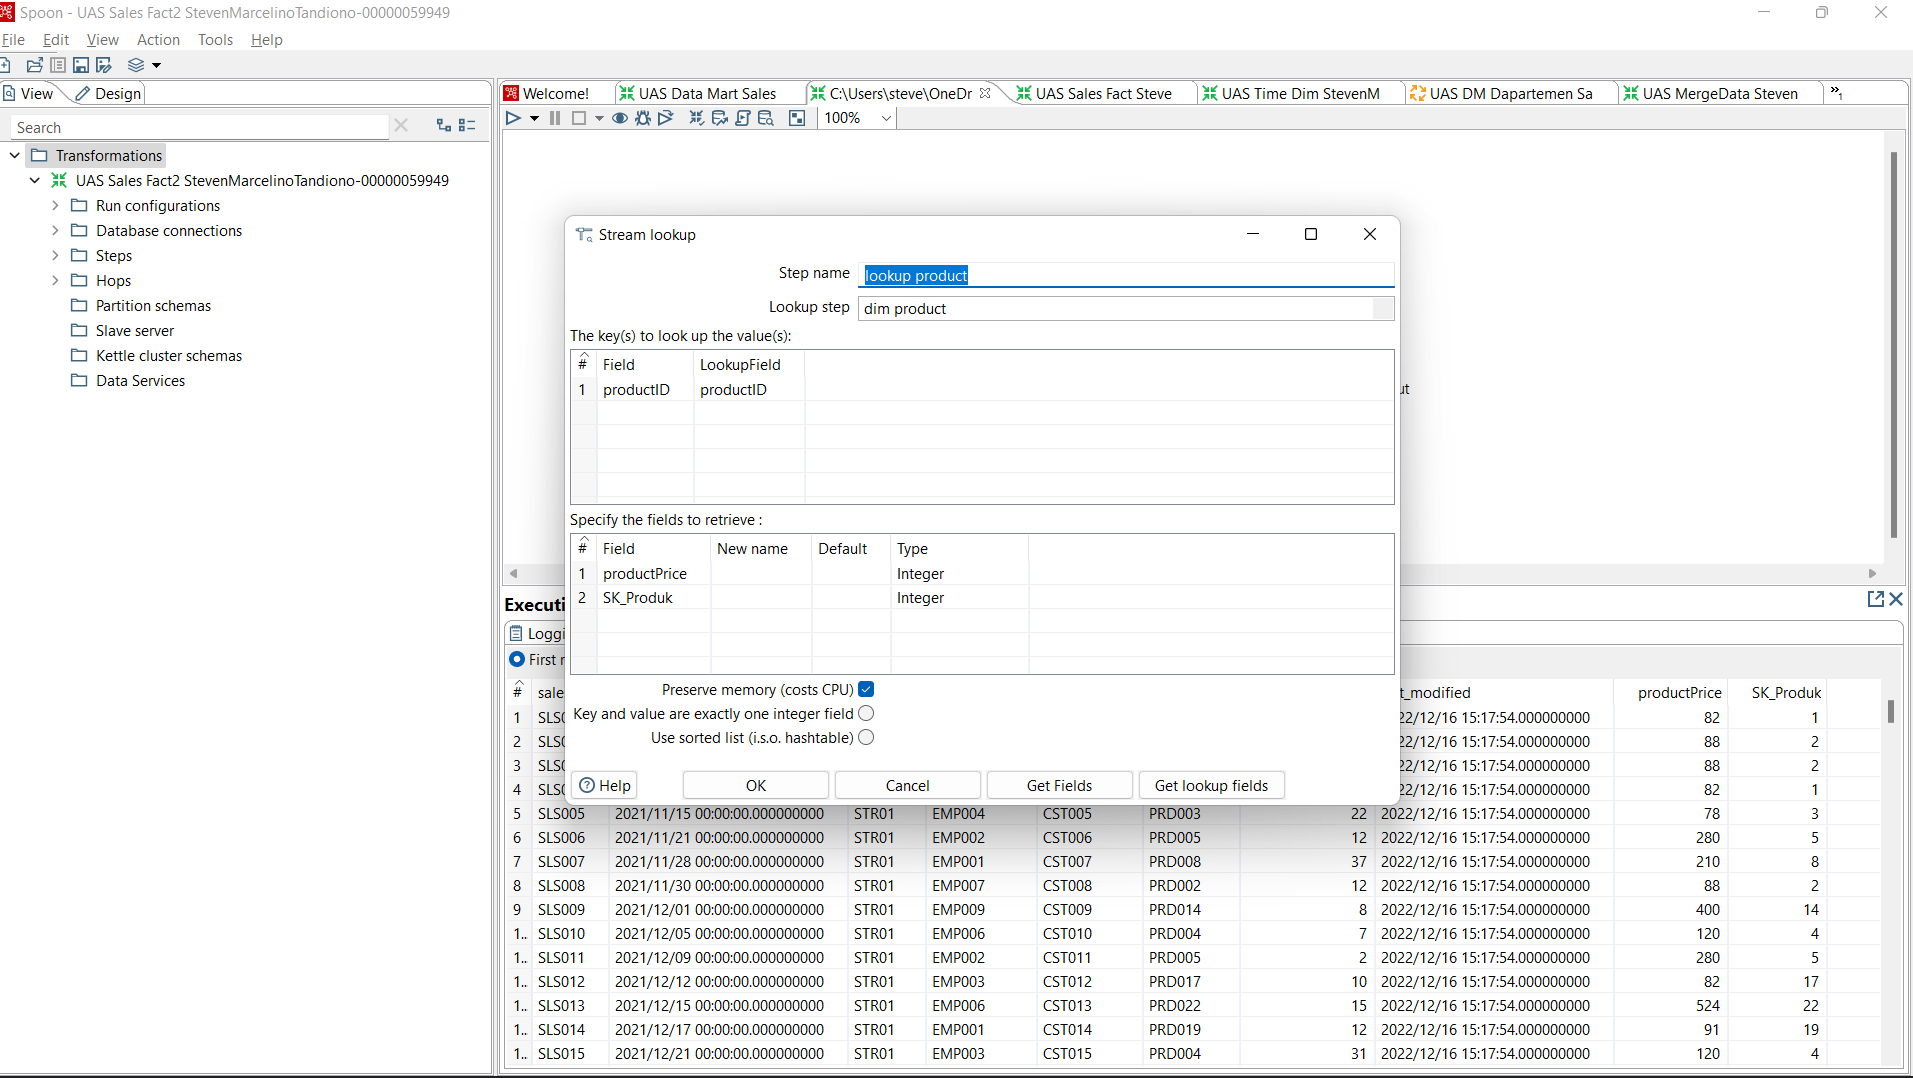 Spoon - UAS Sales Fact2 StevenMarcelinoTandiono-00000059949
File Edit View Action Tools Help
View Design
Welcome! UAS Data Mart Sales C:\Users\steve\OneDr UAS Sales Fact Steve UAS Time Dim StevenM UAS DM Dapartemen Sa UAS MergeData Steven »1
100%
Search
Transformations
UAS Sales Fact2 StevenMarcelinoTandiono-00000059949
Run configurations
Database connections
Steps
Hops
Partition schemas
Slave server
Kettle cluster schemas
Data Services
Stream lookup
Step name lookup product
Lookup step dim product
The key(s) to look up the value(s):
# Field LookupField
1 productID productID
ut
Specify the fields to retrieve :
# Field New name Default Type
1 productPrice Integer
2 SK_Produk Integer
Preserve memory (costs CPU)
Key and value are exactly one integer field
Use sorted list (i.s.o. hashtable)
Help OK Cancel Get Fields Get lookup fields
Executi
Loggi
First r
# sale t_modified productPrice SK_Produk
1 SLS0 22/12/16 15:17:54.000000000 82 1
2 SLS0 22/12/16 15:17:54.000000000 88 2
3 SLS0 22/12/16 15:17:54.000000000 88 2
4 SLS0 22/12/16 15:17:54.000000000 82 1
5 SLS005 2021/11/15 00:00:00.000000000 STR01 EMP004 CST005 PRD003 22 2022/12/16 15:17:54.000000000 78 3
6 SLS006 2021/11/21 00:00:00.000000000 STR01 EMP002 CST006 PRD005 12 2022/12/16 15:17:54.000000000 280 5
7 SLS007 2021/11/28 00:00:00.000000000 STR01 EMP001 CST007 PRD008 37 2022/12/16 15:17:54.000000000 210 8
8 SLS008 2021/11/30 00:00:00.000000000 STR01 EMP007 CST008 PRD002 12 2022/12/16 15:17:54.000000000 88 2
9 SLS009 2021/12/01 00:00:00.000000000 STR01 EMP009 CST009 PRD014 8 2022/12/16 15:17:54.000000000 400 14
1.. SLS010 2021/12/05 00:00:00.000000000 STR01 EMP006 CST010 PRD004 7 2022/12/16 15:17:54.000000000 120 4
1.. SLS011 2021/12/09 00:00:00.000000000 STR01 EMP002 CST011 PRD005 2 2022/12/16 15:17:54.000000000 280 5
1.. SLS012 2021/12/12 00:00:00.000000000 STR01 EMP003 CST012 PRD017 10 2022/12/16 15:17:54.000000000 82 17
1.. SLS013 2021/12/15 00:00:00.000000000 STR01 EMP006 CST013 PRD022 15 2022/12/16 15:17:54.000000000 524 22
1.. SLS014 2021/12/17 00:00:00.000000000 STR01 EMP001 CST014 PRD019 12 2022/12/16 15:17:54.000000000 91 19
1.. SLS015 2021/12/21 00:00:00.000000000 STR01 EMP003 CST015 PRD004 31 2022/12/16 15:17:54.000000000 120 4